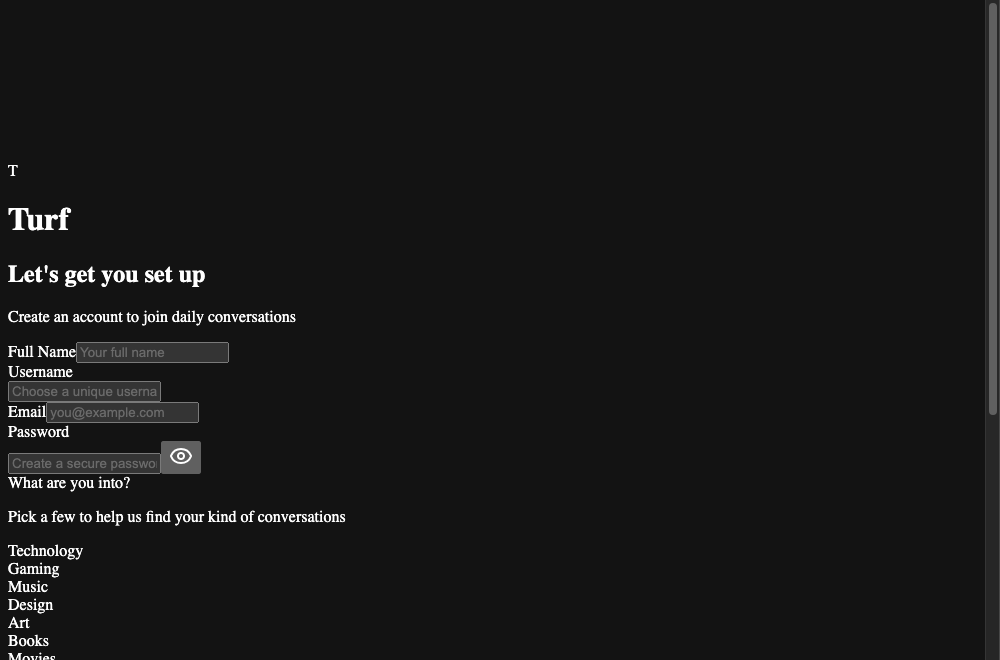 T
Turf
Let's get you set up
Create an account to join daily conversations
Full Name Your full name
Username
Choose a unique userna
Email you@example.com
Password
Create a secure passwo
What are you into?
Pick a few to help us find your kind of conversations
Technology
Gaming
Music
Design
Art
Books
Movies